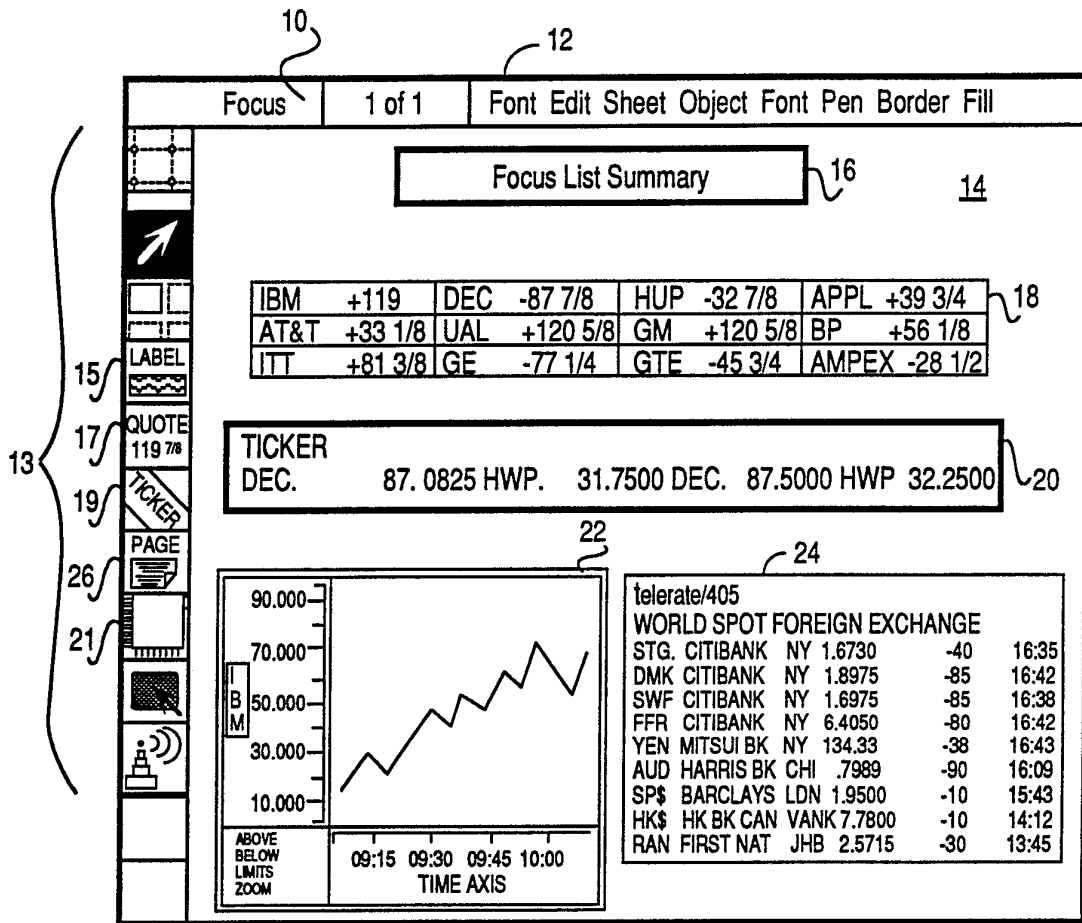 10
12
Focus 1 of 1 Font Edit Sheet Object Font Pen Border Fill
Focus List Summary
16
14
IBM +119 DEC -87 7/8 HUP -32 7/8 APPL +39 3/4
AT&T +33 1/8 UAL +120 5/8 GM +120 5/8 BP +56 1/8
ITT +81 3/8 GE -77 1/4 GTE -45 3/4 AMPEX -28 1/2
18
13
15
LABEL
17
QUOTE
119 7/8
19
TICKER
26
PAGE
21
TICKER
DEC. 87. 0825 HWP. 31.7500 DEC. 87.5000 HWP 32.2500
20
22
90.000
70.000
50.000
30.000
10.000
IBM
ABOVE
BELOW
LIMITS
ZOOM
09:15 09:30 09:45 10:00
TIME AXIS
24
telerate/405
WORLD SPOT FOREIGN EXCHANGE
STG. CITIBANK NY 1.6730 -40 16:35
DMK CITIBANK NY 1.8975 -85 16:42
SWF CITIBANK NY 1.6975 -85 16:38
FFR CITIBANK NY 6.4050 -80 16:42
YEN MITSUI BK NY 134.33 -38 16:43
AUD HARRIS BK CHI .7989 -90 16:09
SP$ BARCLAYS LDN 1.9500 -10 15:43
HK$ HK BK CAN VANK 7.7800 -10 14:12
RAN FIRST NAT JHB 2.5715 -30 13:45